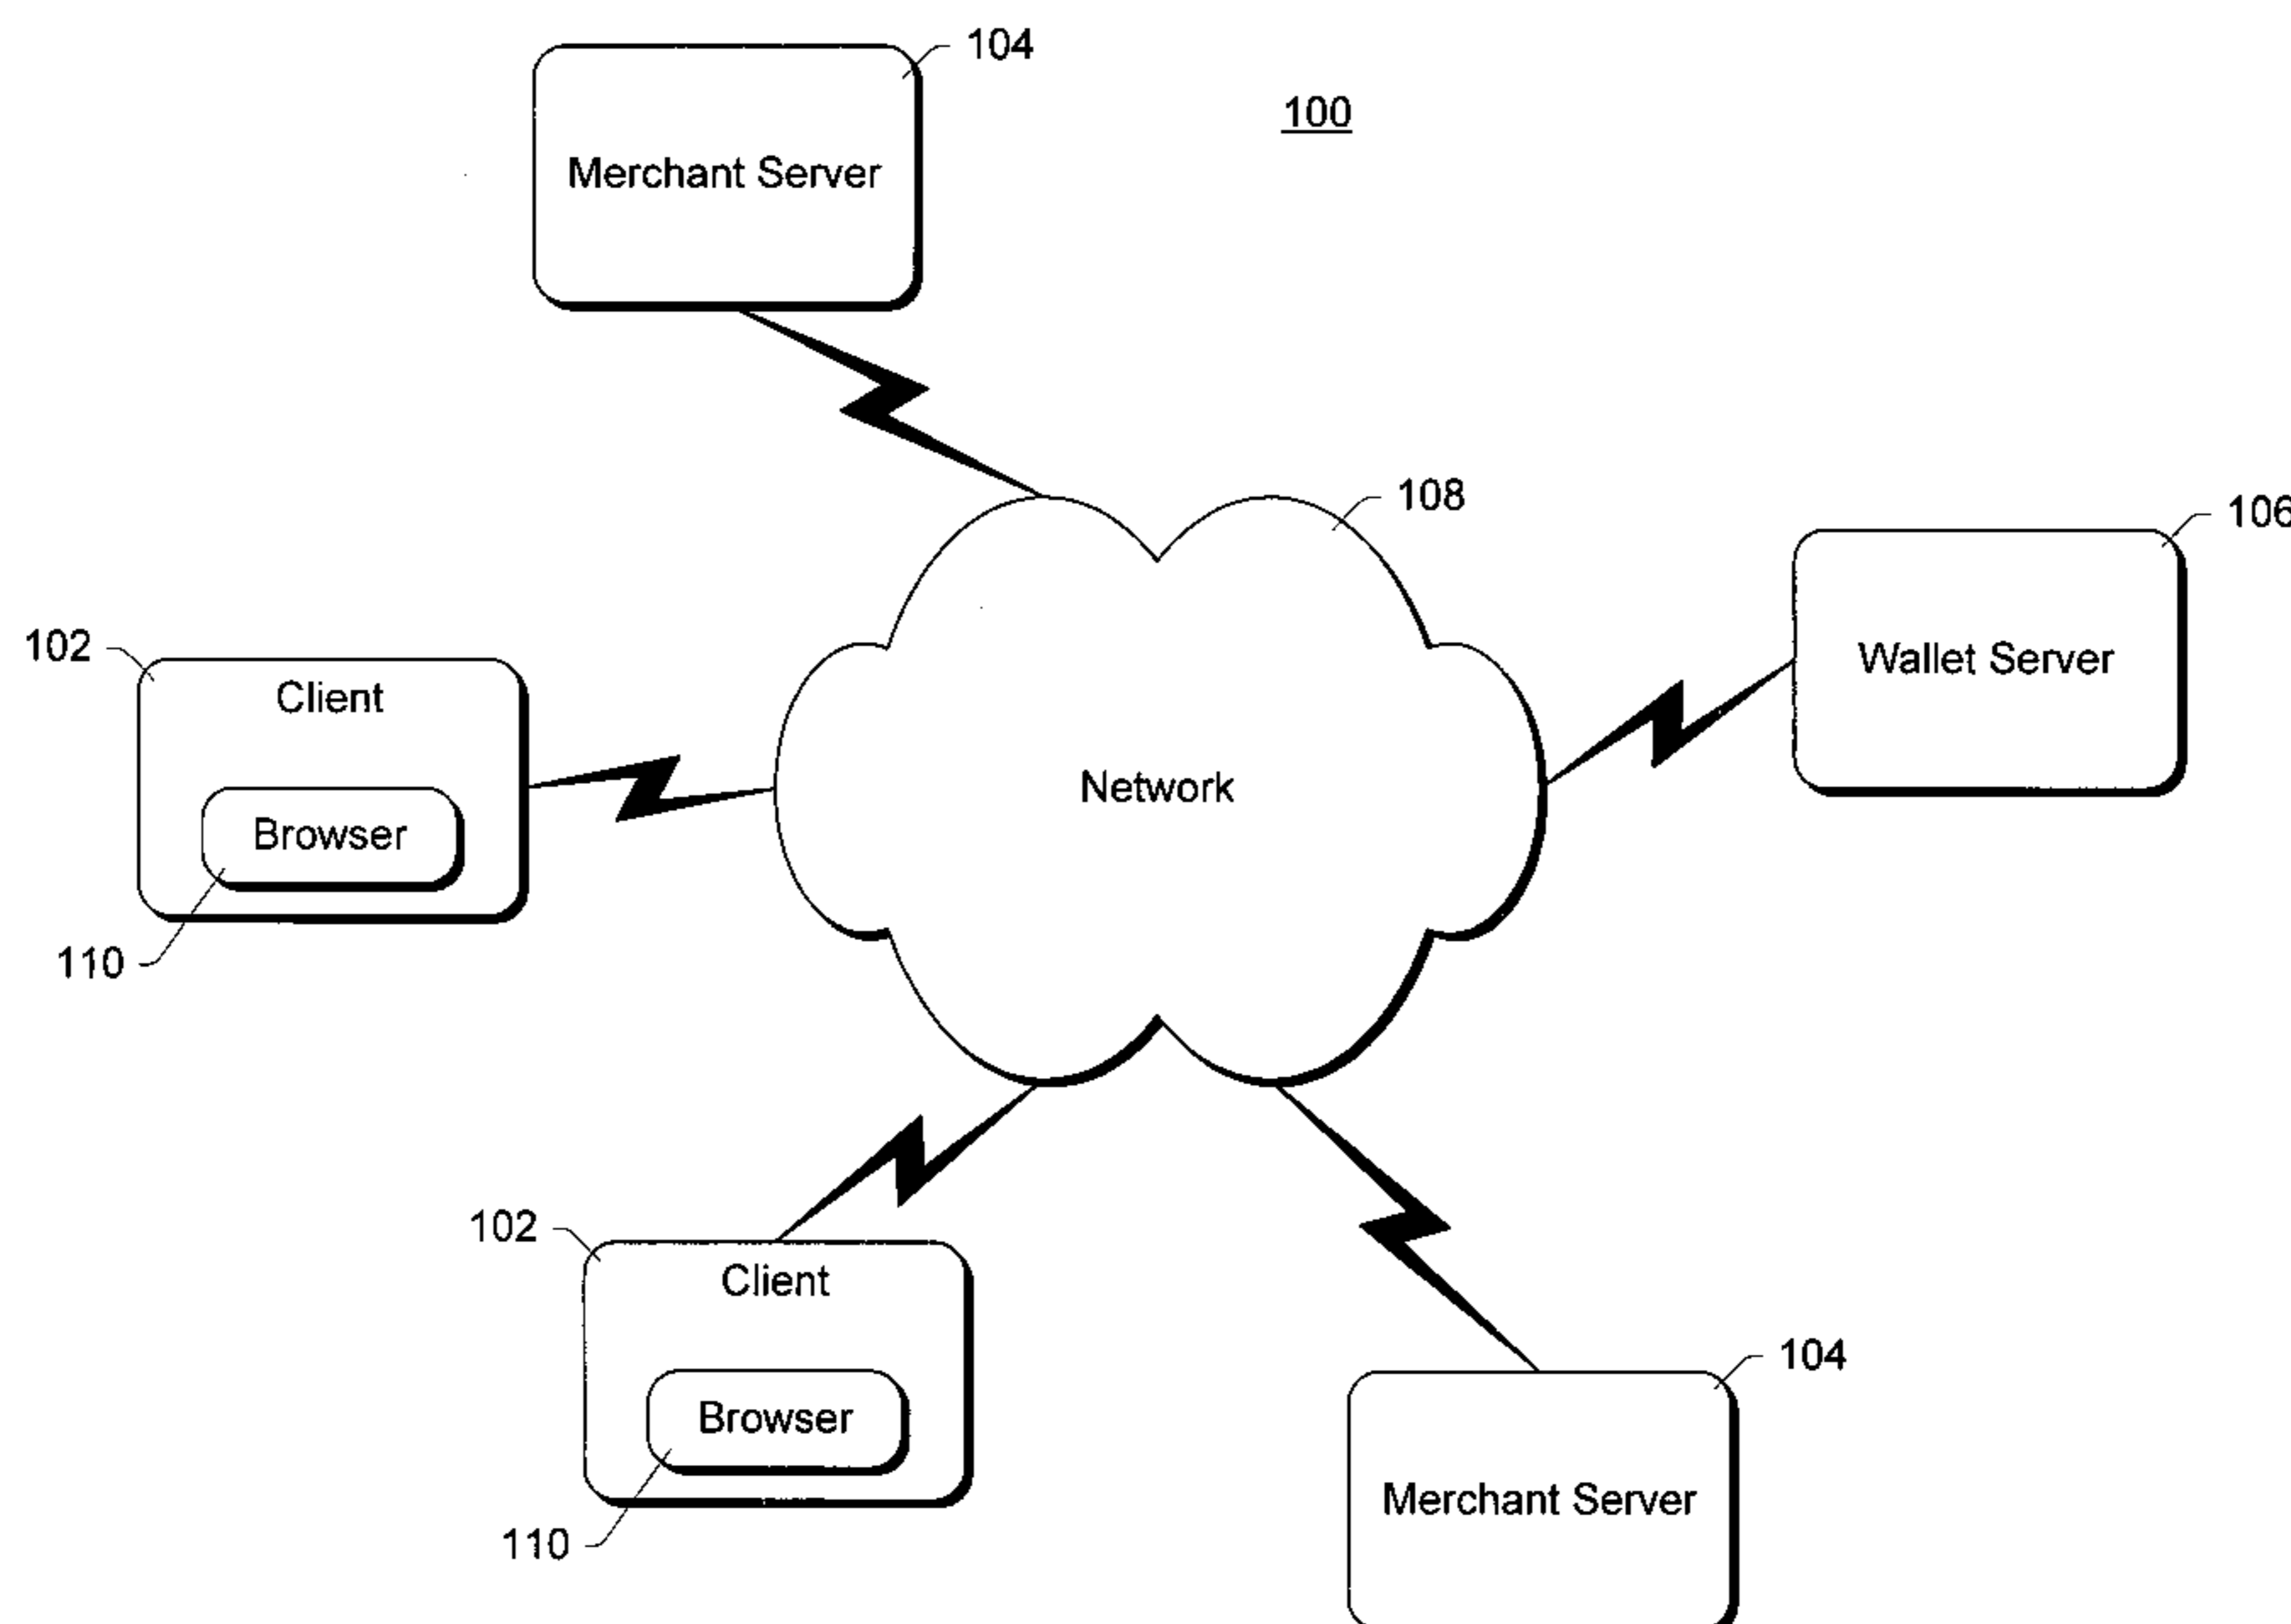 104
100
Merchant Server
108
106
102
Client
Wallet Server
Network
Browser
110
102
Client
104
Browser
Merchant Server
110